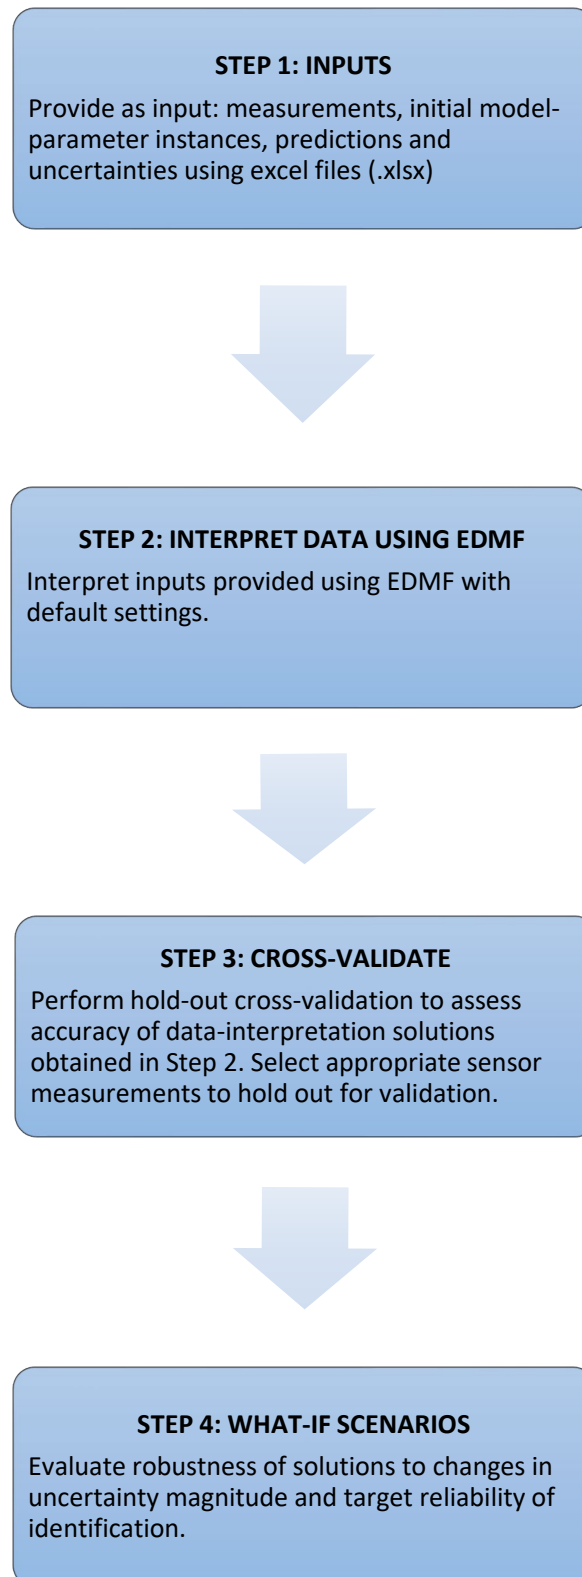 STEP 1: INPUTS
Provide as input: measurements, initial model-
parameter instances, predictions and
uncertainties using excel files (.xlsx)
STEP 2: INTERPRET DATA USING EDMF
Interpret inputs provided using EDMF with
default settings.
STEP 3: CROSS-VALIDATE
Perform hold-out cross-validation to assess
accuracy of data-interpretation solutions
obtained in Step 2. Select appropriate sensor
measurements to hold out for validation.
STEP 4: WHAT-IF SCENARIOS
Evaluate robustness of solutions to changes in
uncertainty magnitude and target reliability of
identification.